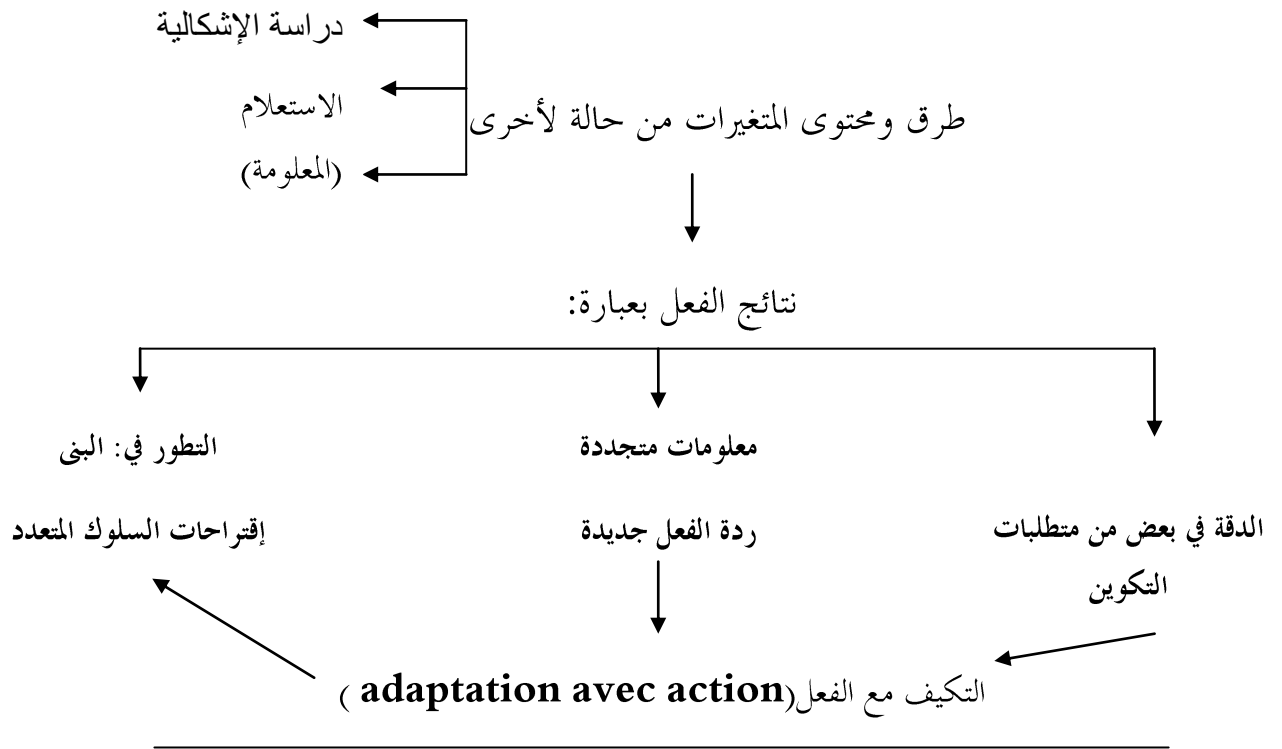 دراسة الإشكالية
الاستعلام
(المعلومة)
طرق ومحتوى المتغيرات من حالة لأخرى
نتائج الفعل بعبارة:
معلومات متجددة
التطور في: البنى
الدقة في بعض من متطلبات
ردة الفعل جديدة
إقتراحات السلوك المتعدد
التكوين
التكيف مع الفعل(adaptation avec action )